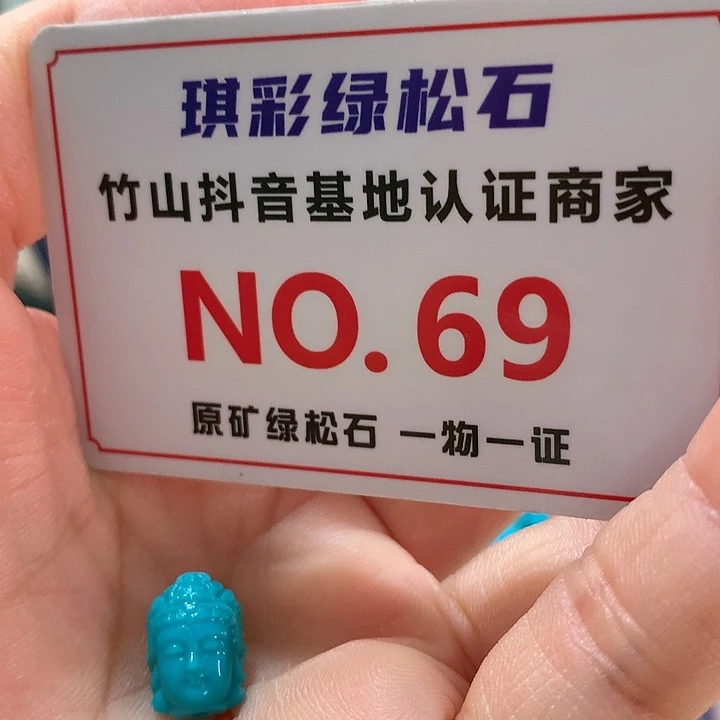 琪彩绿松石
竹山抖音基地认证商家
NO.69
原矿绿松石 一物一证